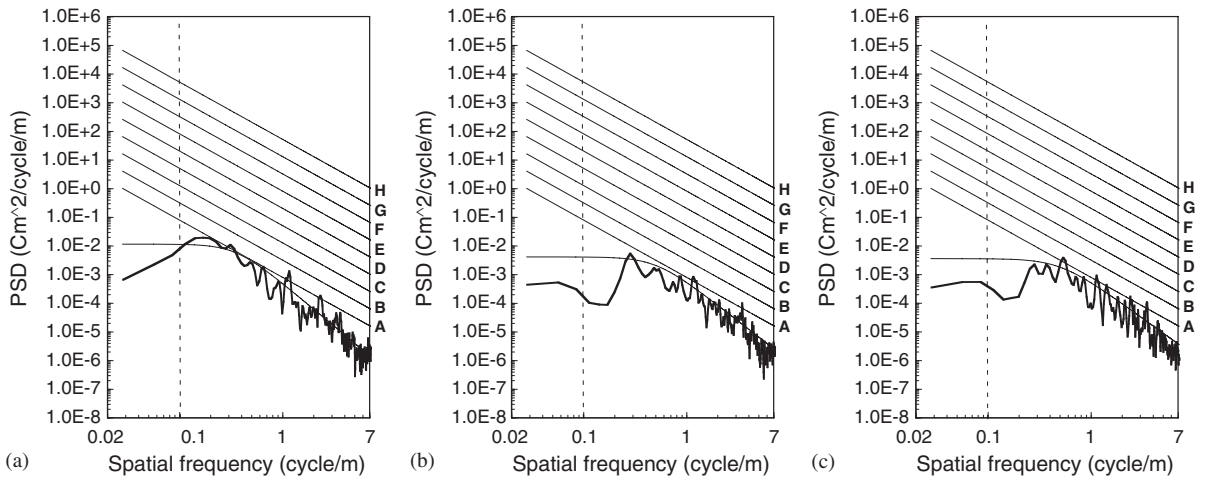 1.0E+6
1.0E+5
1.0E+4
1.0E+3
1.0E+2
1.0E+1
1.0E+0
1.0E-1
1.0E-2
1.0E-3
1.0E-4
1.0E-5
1.0E-6
1.0E-7
1.0E-8
PSD (Cm^2/cycle/m)
H
G
F
E
D
C
B
A
0.02 0.1 1 7
(a) Spatial frequency (cycle/m)
1.0E+6
1.0E+5
1.0E+4
1.0E+3
1.0E+2
1.0E+1
1.0E+0
1.0E-1
1.0E-2
1.0E-3
1.0E-4
1.0E-5
1.0E-6
1.0E-7
1.0E-8
PSD (Cm^2/cycle/m)
H
G
F
E
D
C
B
A
0.02 0.1 1 7
(b) Spatial frequency (cycle/m)
1.0E+6
1.0E+5
1.0E+4
1.0E+3
1.0E+2
1.0E+1
1.0E+0
1.0E-1
1.0E-2
1.0E-3
1.0E-4
1.0E-5
1.0E-6
1.0E-7
1.0E-8
PSD (Cm^2/cycle/m)
H
G
F
E
D
C
B
A
0.02 0.1 1 7
(c) Spatial frequency (cycle/m)